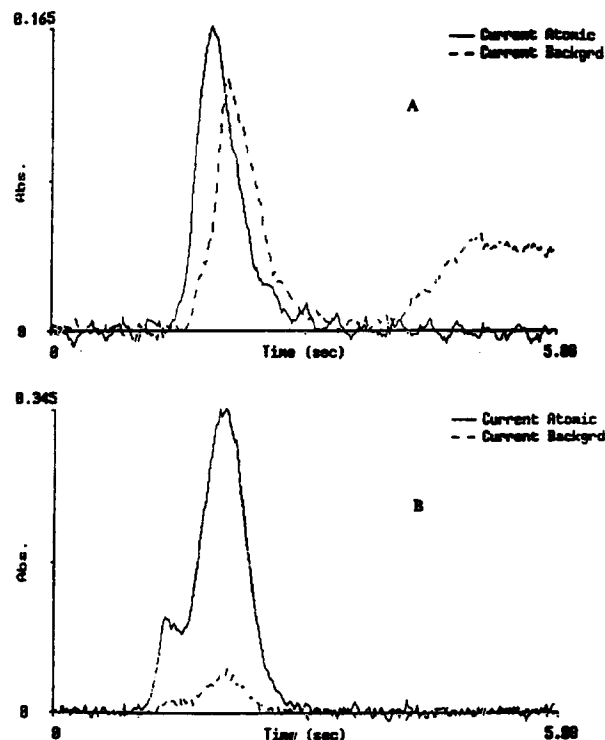 0.165
Current Atomic
Current Backgrd
A
Abs.
0
0
Time (sec)
5.00
0.345
Current Atomic
Current Backgrd
B
Abs.
0
0
Time (sec)
5.00